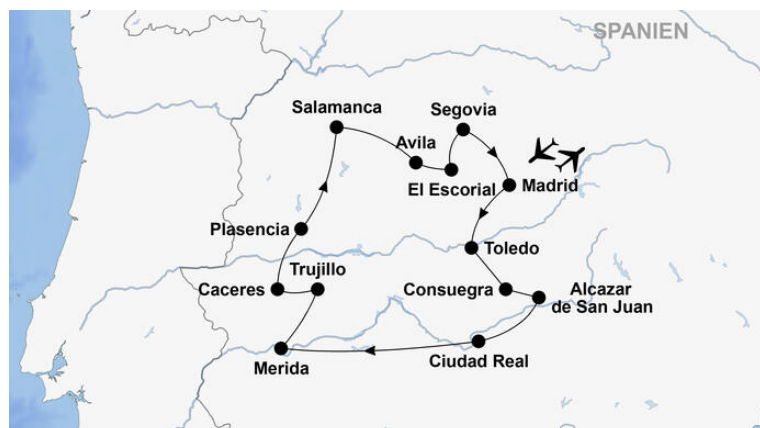 SPANIEN
Salamanca
Segovia
Avila
El Escorial
Madrid
Plasencia
Toledo
Trujillo
Caceres
Consuegra
Alcazar
de San Juan
Ciudad Real
Merida